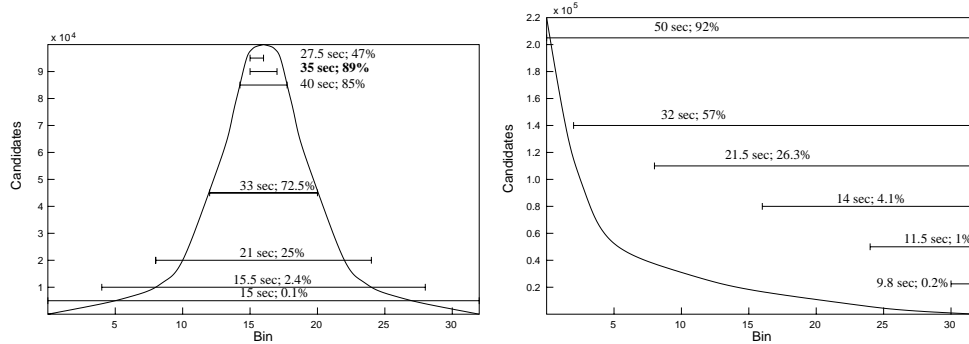 x 10⁴
Candidates
9
8
7
6
5
4
3
2
1
27.5 sec; 47%
35 sec; 89%
40 sec; 85%
33 sec; 72.5%
21 sec; 25%
15.5 sec; 2.4%
15 sec; 0.1%
5 10 15 20 25 30
Bin
x 10⁵
Candidates
2.2
2.0
1.8
1.6
1.4
1.2
1.0
0.8
0.6
0.4
0.2
50 sec; 92%
32 sec; 57%
21.5 sec; 26.3%
14 sec; 4.1%
11.5 sec; 1%
9.8 sec; 0.2%
5 10 15 20 25 30
Bin